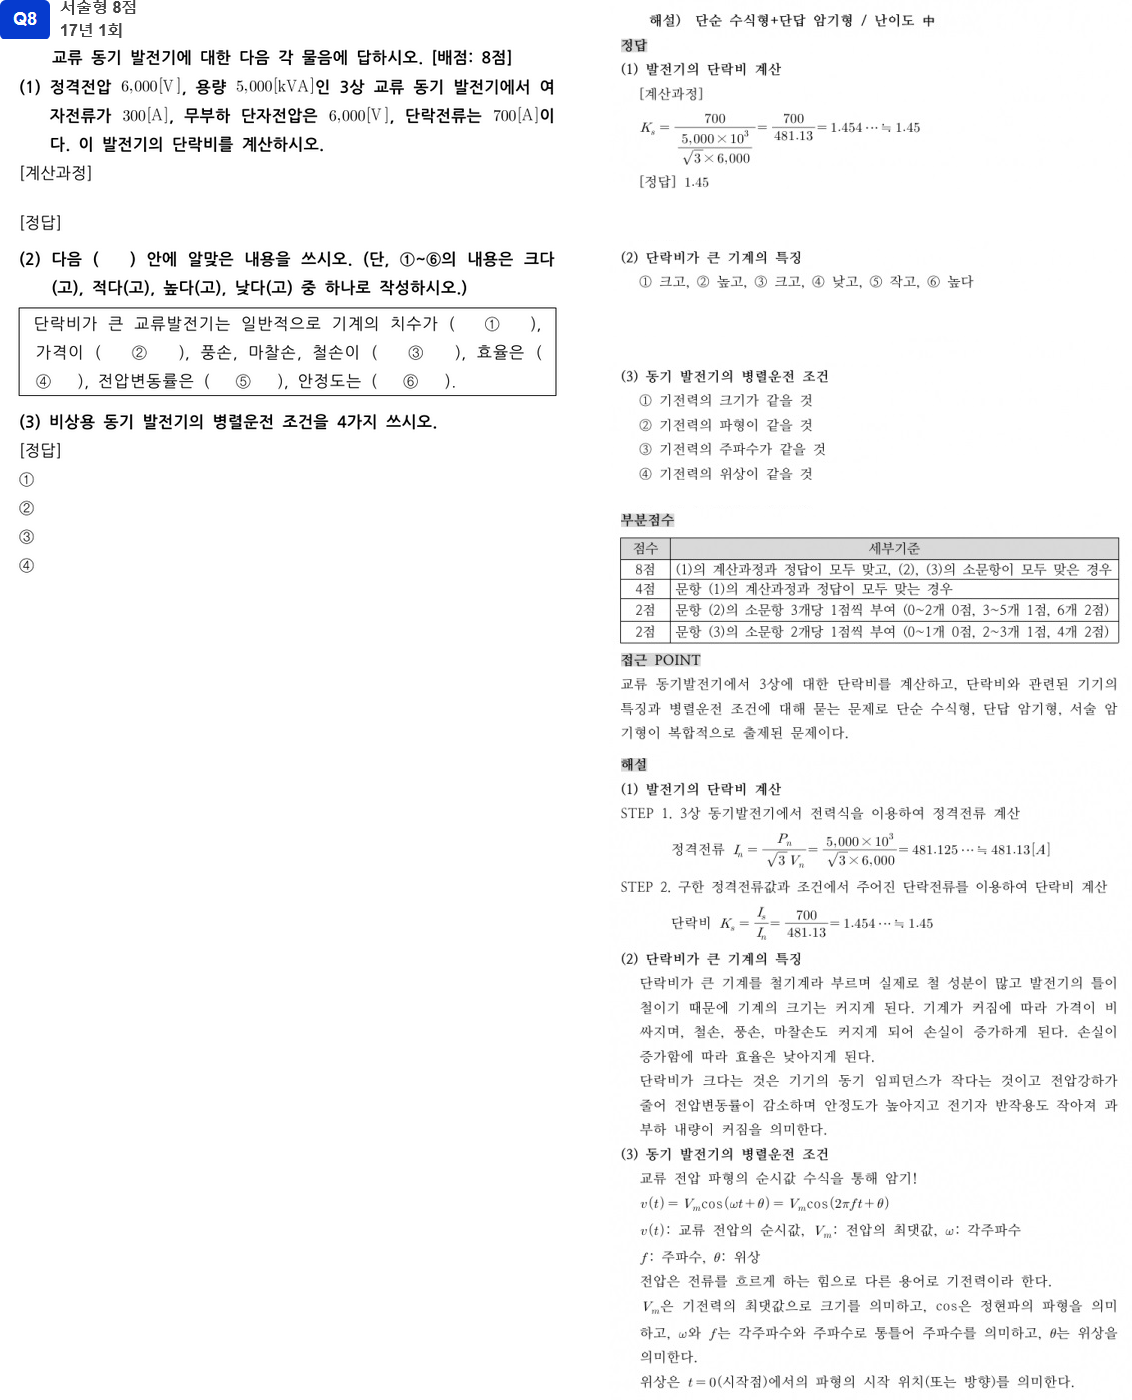 Q8
서술형 8점
17년 1회
교류 동기 발전기에 대한 다음 각 물음에 답하시오. [배점: 8점]
(1) 정격전압 6,000[V], 용량 5,000[kVA]인 3상 교류 동기 발전기에서 여
자전류가 300[A], 무부하 단자전압은 6,000[V], 단락전류는 700[A]이
다. 이 발전기의 단락비를 계산하시오.
[계산과정]
[정답]
(2) 다음 (    ) 안에 알맞은 내용을 쓰시오. (단, ①~⑥의 내용은 크다
(고), 적다(고), 높다(고), 낮다(고) 중 하나로 작성하시오.)
단락비가 큰 교류발전기는 일반적으로 기계의 치수가 (    ①    ),
가격이 (    ②    ), 풍손, 마찰손, 철손이 (    ③    ), 효율은 (
④    ), 전압변동률은 (    ⑤    ), 안정도는 (    ⑥    ).
(3) 비상용 동기 발전기의 병렬운전 조건을 4가지 쓰시오.
[정답]
①
②
③
④
해설) 단순 수식형+단답 암기형 / 난이도 中
정답
(1) 발전기의 단락비 계산
[계산과정]
K_s = 700 / (5,000×10³ / (√3×6,000)) = 700 / 481.13 = 1.454⋯≒1.45
[정답] 1.45
(2) 단락비가 큰 기계의 특징
① 크고, ② 높고, ③ 크고, ④ 낮고, ⑤ 작고, ⑥ 높다
(3) 동기 발전기의 병렬운전 조건
① 기전력의 크기가 같을 것
② 기전력의 파형이 같을 것
③ 기전력의 주파수가 같을 것
④ 기전력의 위상이 같을 것
부분점수
점수 세부기준
8점 (1)의 계산과정과 정답이 모두 맞고, (2), (3)의 소문항이 모두 맞은 경우
4점 문항 (1)의 계산과정과 정답이 모두 맞는 경우
2점 문항 (2)의 소문항 3개당 1점씩 부여 (0~2개 0점, 3~5개 1점, 6개 2점)
2점 문항 (3)의 소문항 2개당 1점씩 부여 (0~1개 0점, 2~3개 1점, 4개 2점)
접근 POINT
교류 동기발전기에서 3상에 대한 단락비를 계산하고, 단락비와 관련된 기기의
특징과 병렬운전 조건에 대해 묻는 문제로 단순 수식형, 단답 암기형, 서술 암
기형이 복합적으로 출제된 문제이다.
해설
(1) 발전기의 단락비 계산
STEP 1. 3상 동기발전기에서 전력식을 이용하여 정격전류 계산
정격전류 I_n = P_n / (√3 V_n) = 5,000×10³ / (√3×6,000) = 481.125⋯≒481.13[A]
STEP 2. 구한 정격전류값과 조건에서 주어진 단락전류를 이용하여 단락비 계산
단락비 K_s = I_s / I_n = 700 / 481.13 = 1.454⋯≒1.45
(2) 단락비가 큰 기계의 특징
단락비가 큰 기계를 철기계라 부르며 실제로 철 성분이 많고 발전기의 틀이
철이기 때문에 기계의 크기는 커지게 된다. 기계가 커짐에 따라 가격이 비
싸지며, 철손, 풍손, 마찰손도 커지게 되어 손실이 증가하게 된다. 손실이
증가함에 따라 효율은 낮아지게 된다.
단락비가 크다는 것은 기기의 동기 임피던스가 작다는 것이고 전압강하가
줄어 전압변동률이 감소하며 안정도가 높아지고 전기자 반작용도 작아져 과
부하 내량이 커짐을 의미한다.
(3) 동기 발전기의 병렬운전 조건
교류 전압 파형의 순시값 수식을 통해 암기!
v(t) = V_m cos(ωt+θ) = V_m cos(2πft+θ)
v(t): 교류 전압의 순시값, V_m: 전압의 최댓값, ω: 각주파수
f: 주파수, θ: 위상
전압은 전류를 흐르게 하는 힘으로 다른 용어로 기전력이라 한다.
V_m은 기전력의 최댓값으로 크기를 의미하고, cos은 정현파의 파형을 의미
하고, ω와 f는 각주파수와 주파수로 통틀어 주파수를 의미하고, θ는 위상을
의미한다.
위상은 t=0(시작점)에서의 파형의 시작 위치(또는 방향)를 의미한다.